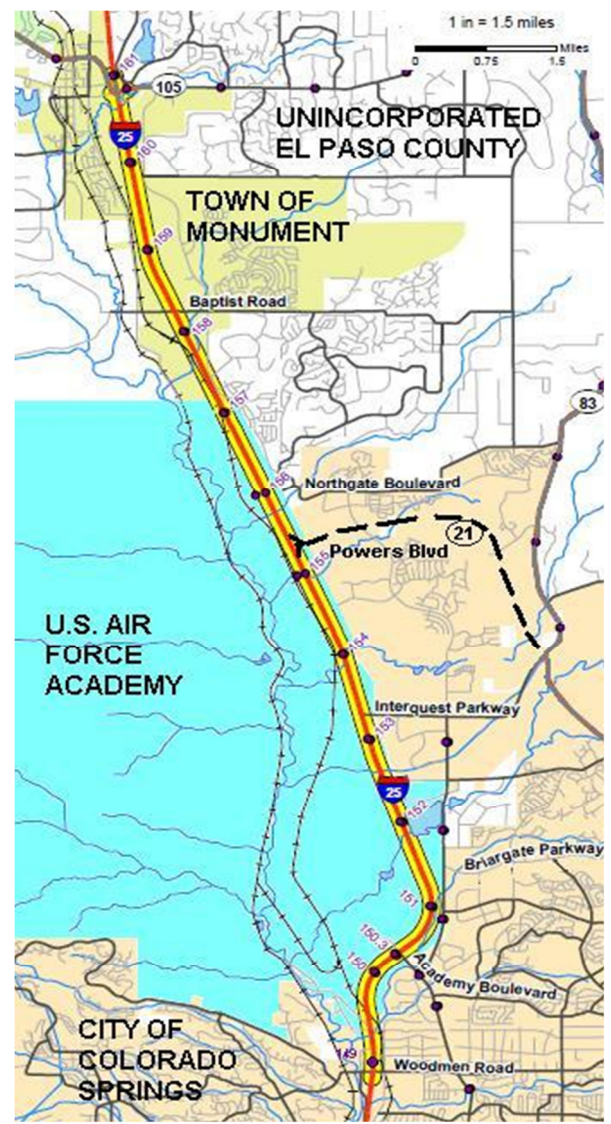 1 in = 1.5 miles
Miles
0 0.75 1.5
161
105
UNINCORPORATED
EL PASO COUNTY
25
160
TOWN OF
MONUMENT
159
Baptist Road
158
157
83
156
Northgate Boulevard
21
Powers Blvd
155
U.S. AIR
FORCE
ACADEMY
154
Interquest Parkway
153
25
152
Briargate Parkway
151
150.3
150
Academy Boulevard
CITY OF
COLORADO
SPRINGS
149
Woodmen Road